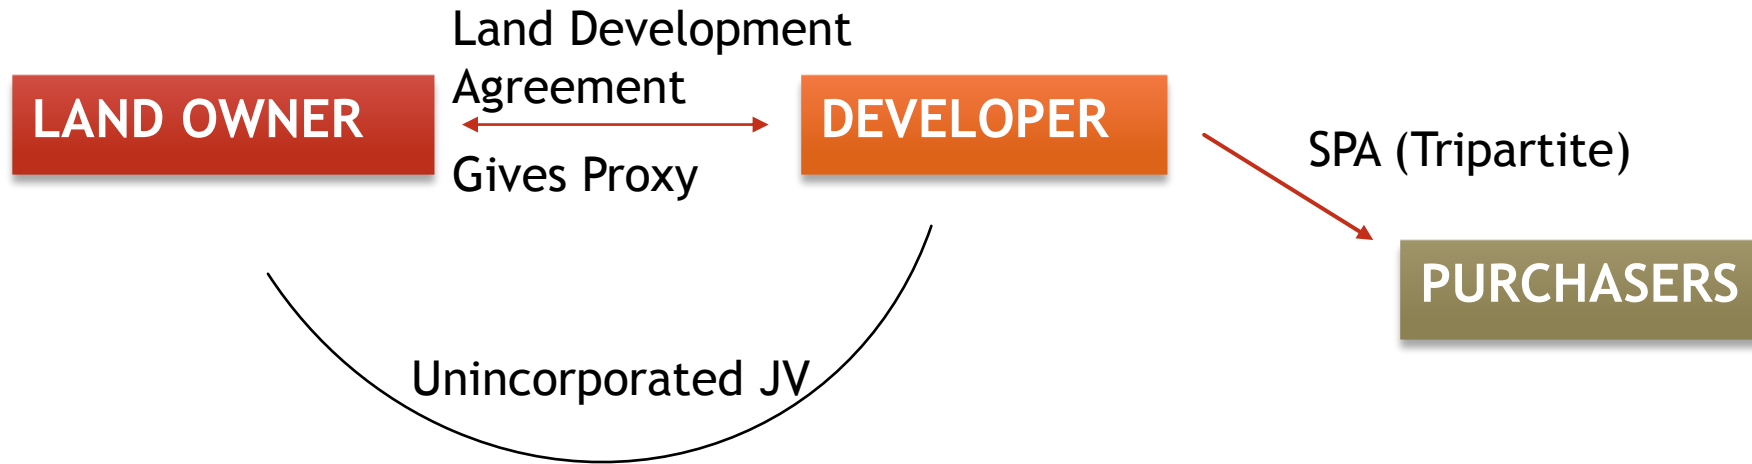 Land Development
Agreement
LAND OWNER
DEVELOPER
Gives Proxy
SPA (Tripartite)
PURCHASERS
Unincorporated JV